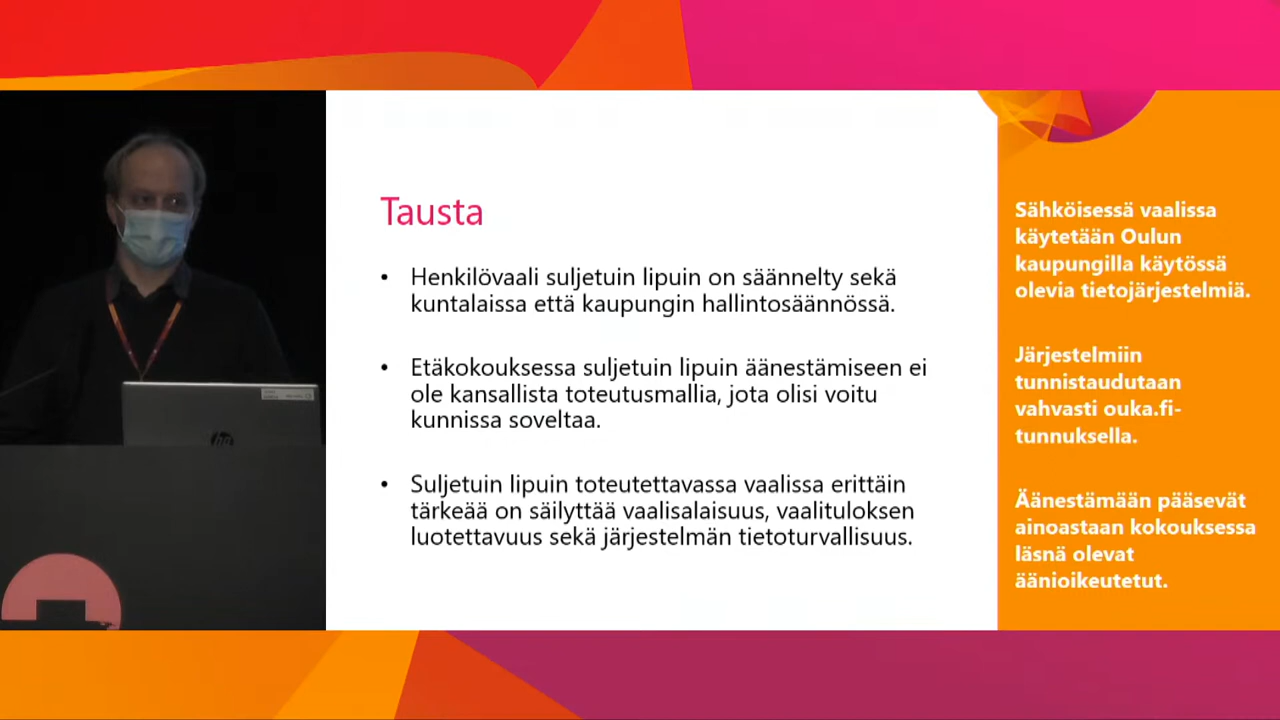 Tausta
• Henkilövaali suljetuin lipuin on säännelty sekä
kuntalaissa että kaupungin hallintosäännössä.
• Etäkokouksessa suljetuin lipuin äänestämiseen ei
ole kansallista toteutusmallia, jota olisi voitu
kunnissa soveltaa.
• Suljetuin lipuin toteutettavassa vaalissa erittäin
tärkeää on säilyttää vaalisalaisuus, vaalituloksen
luotettavuus sekä järjestelmän tietoturvallisuus.
Sähköisessä vaalissa
käytetään Oulun
kaupungilla käytössä
olevia tietojärjestelmiä.
Järjestelmiin
tunnistaudutaan
vahvasti ouka.fi-
tunnuksella.
Äänestämään pääsevät
ainoastaan kokouksessa
läsnä olevat
äänioikeutetut.
hp